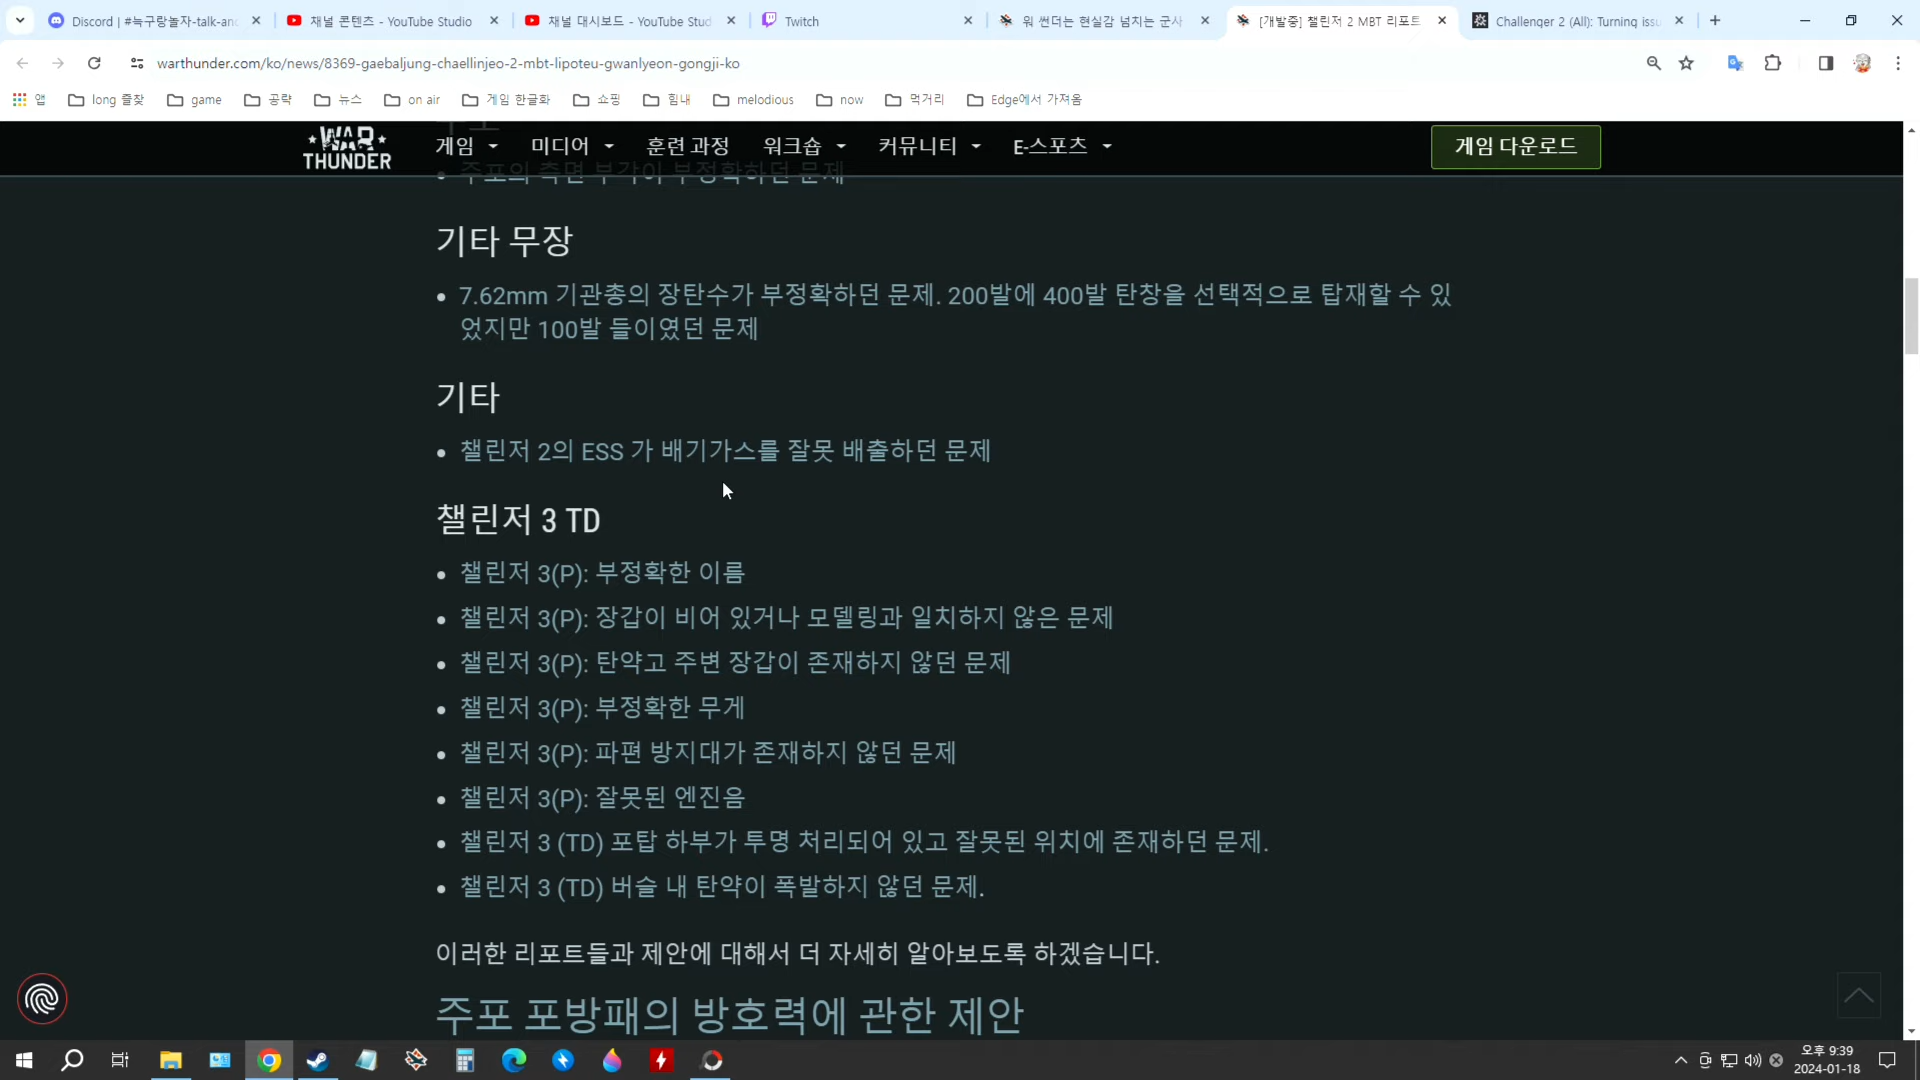 Discord | #늑구랑놀자-talk-and
채널 콘텐츠 - YouTube Studio
채널 대시보드 - YouTube Stud
Twitch
워 썬더는 현실감 넘치는 군사
[개발중] 챌린저 2 MBT 리포트
Challenger 2 (All): Turning issu
warthunder.com/ko/news/8369-gaebaljung-chaellinjeo-2-mbt-lipoteu-gwanlyeon-gongji-ko
앱
long 즐찾
game
공략
뉴스
on air
게임 한글화
쇼핑
힘내
melodious
now
먹거리
Edge에서 가져옴
WAR THUNDER
게임
미디어
훈련 과정
워크숍
커뮤니티
E-스포츠
게임 다운로드
주포의 측면 부각이 부정확하던 문제
기타 무장
7.62mm 기관총의 장탄수가 부정확하던 문제. 200발에 400발 탄창을 선택적으로 탑재할 수 있
었지만 100발 들이였던 문제
기타
챌린저 2의 ESS 가 배기가스를 잘못 배출하던 문제
챌린저 3 TD
챌린저 3(P): 부정확한 이름
챌린저 3(P): 장갑이 비어 있거나 모델링과 일치하지 않은 문제
챌린저 3(P): 탄약고 주변 장갑이 존재하지 않던 문제
챌린저 3(P): 부정확한 무게
챌린저 3(P): 파편 방지대가 존재하지 않던 문제
챌린저 3(P): 잘못된 엔진음
챌린저 3 (TD) 포탑 하부가 투명 처리되어 있고 잘못된 위치에 존재하던 문제.
챌린저 3 (TD) 버슬 내 탄약이 폭발하지 않던 문제.
이러한 리포트들과 제안에 대해서 더 자세히 알아보도록 하겠습니다.
주포 포방패의 방호력에 관한 제안
오후 9:39
2024-01-18